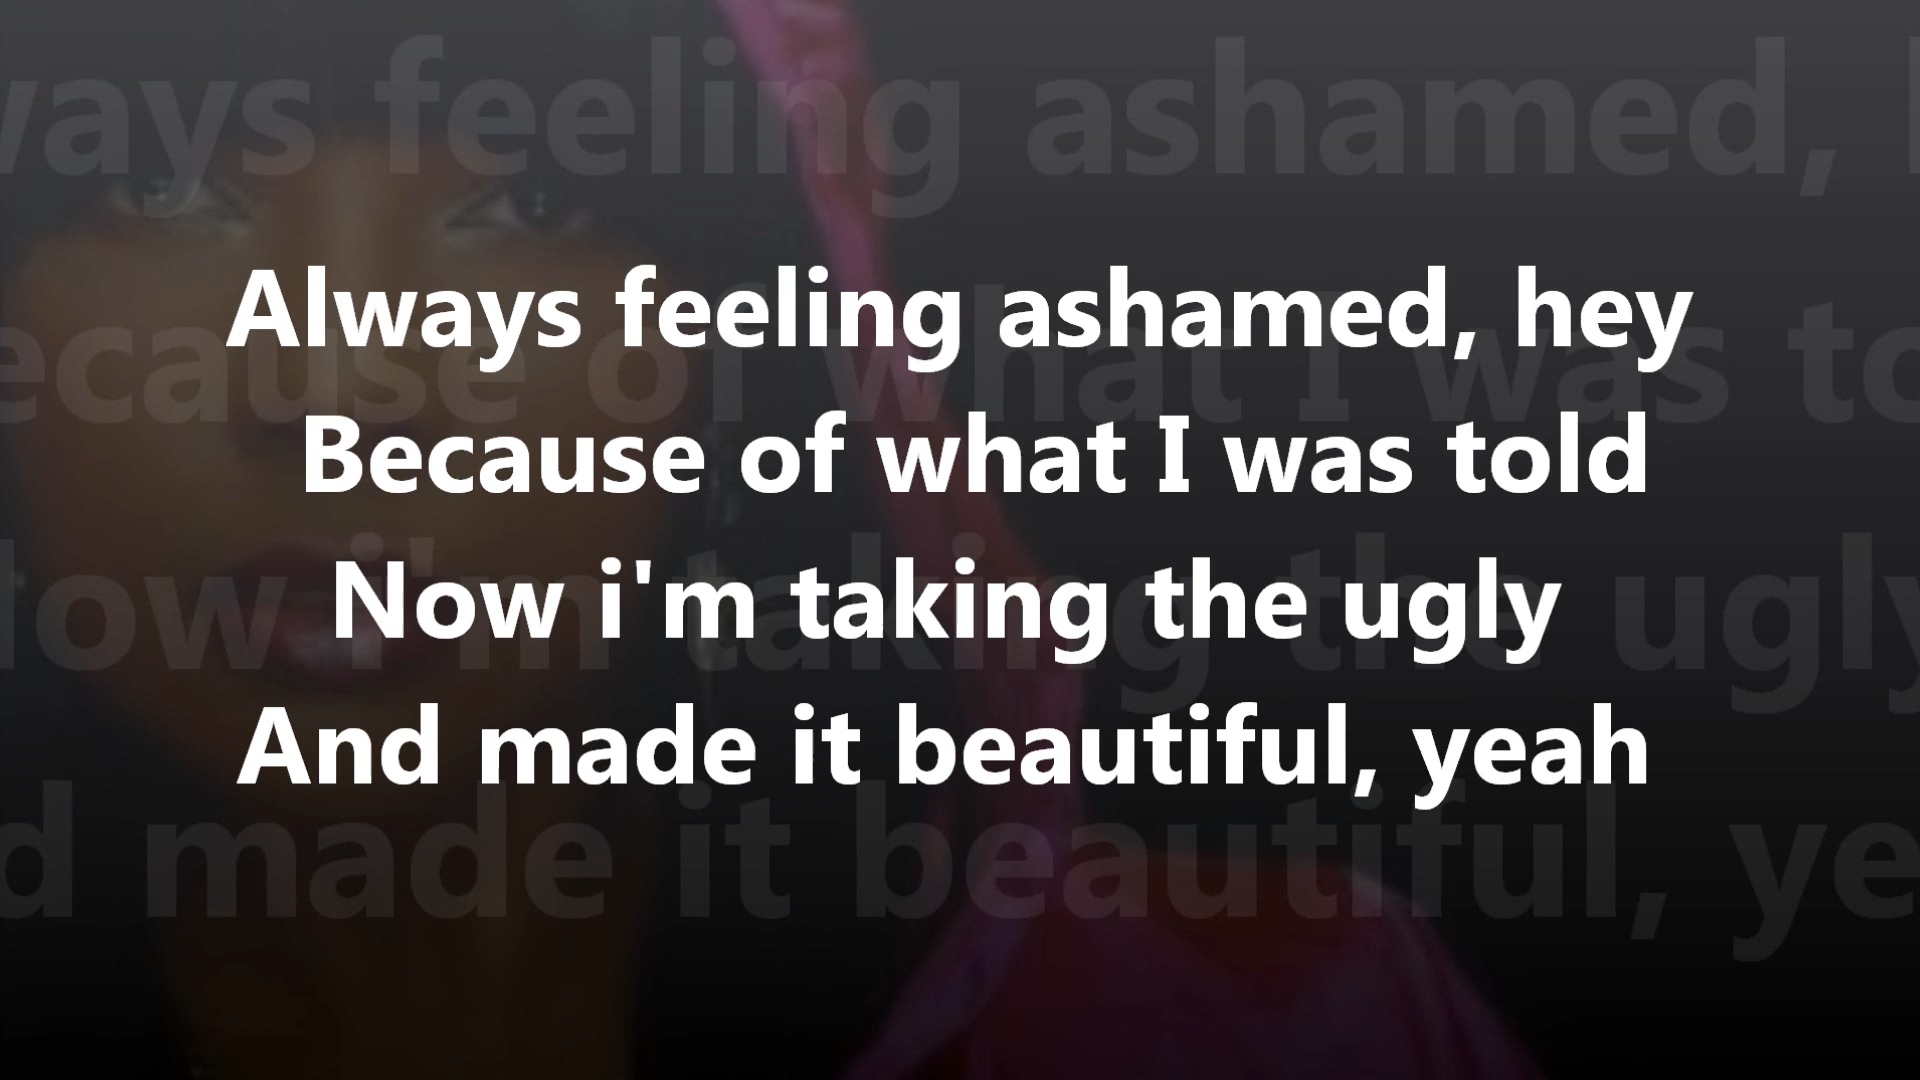 Always feeling ashamed, hey
Because of what I was told
Now i'm taking the ugly
And made it beautiful, yeah